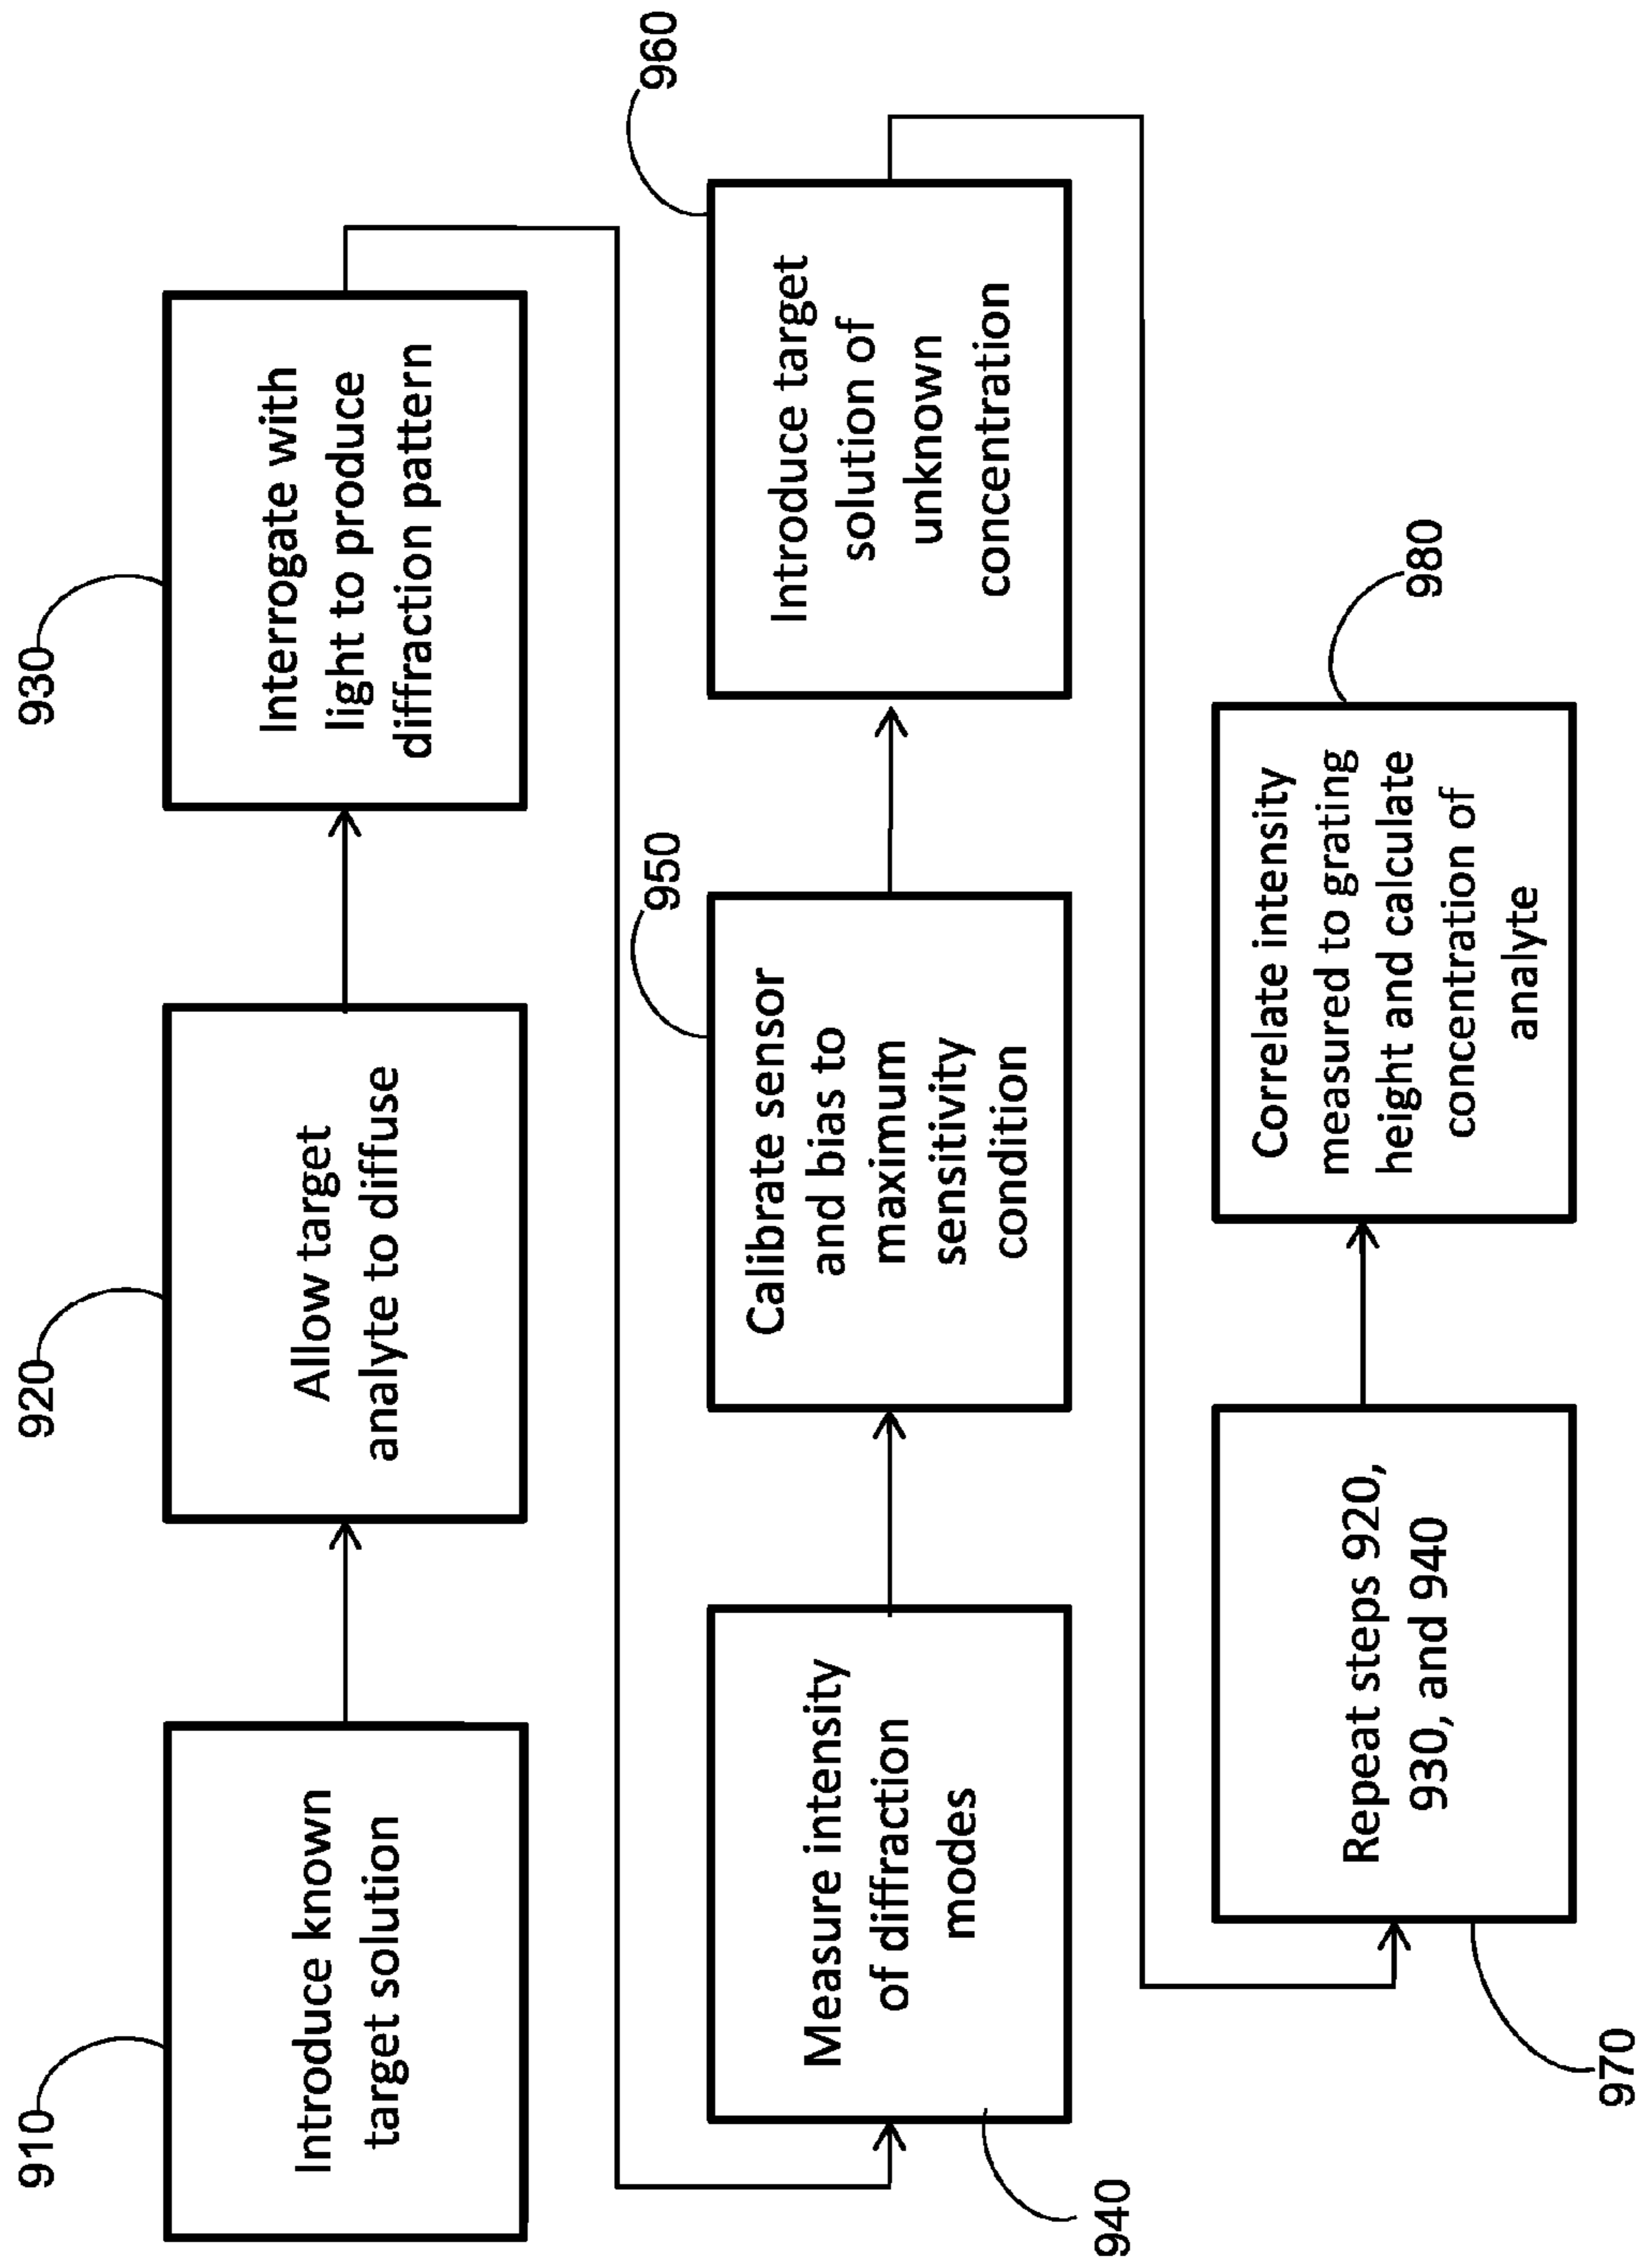 910
Introduce known
target solution
920
Allow target
analyte to diffuse
930
Interrogate with
light to produce
diffraction pattern
940
Measure intensity
of diffraction
modes
950
Calibrate sensor
and bias to
maximum
sensitivity
condition
960
Introduce target
solution of
unknown
concentration
970
Repeat steps 920,
930, and 940
980
Correlate intensity
measured to grating
height and calculate
concentration of
analyte